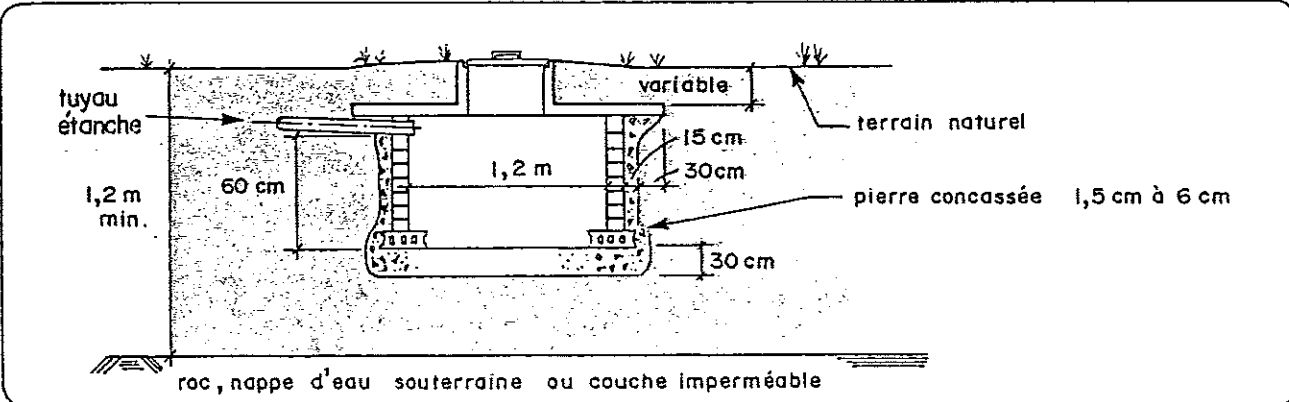 variable
tuyau
étanche
terrain naturel
15 cm
1,2 m
30cm
60 cm
1,2 m
min.
pierre concassée 1,5 cm à 6 cm
30 cm
roc, nappe d'eau souterraine ou couche imperméable